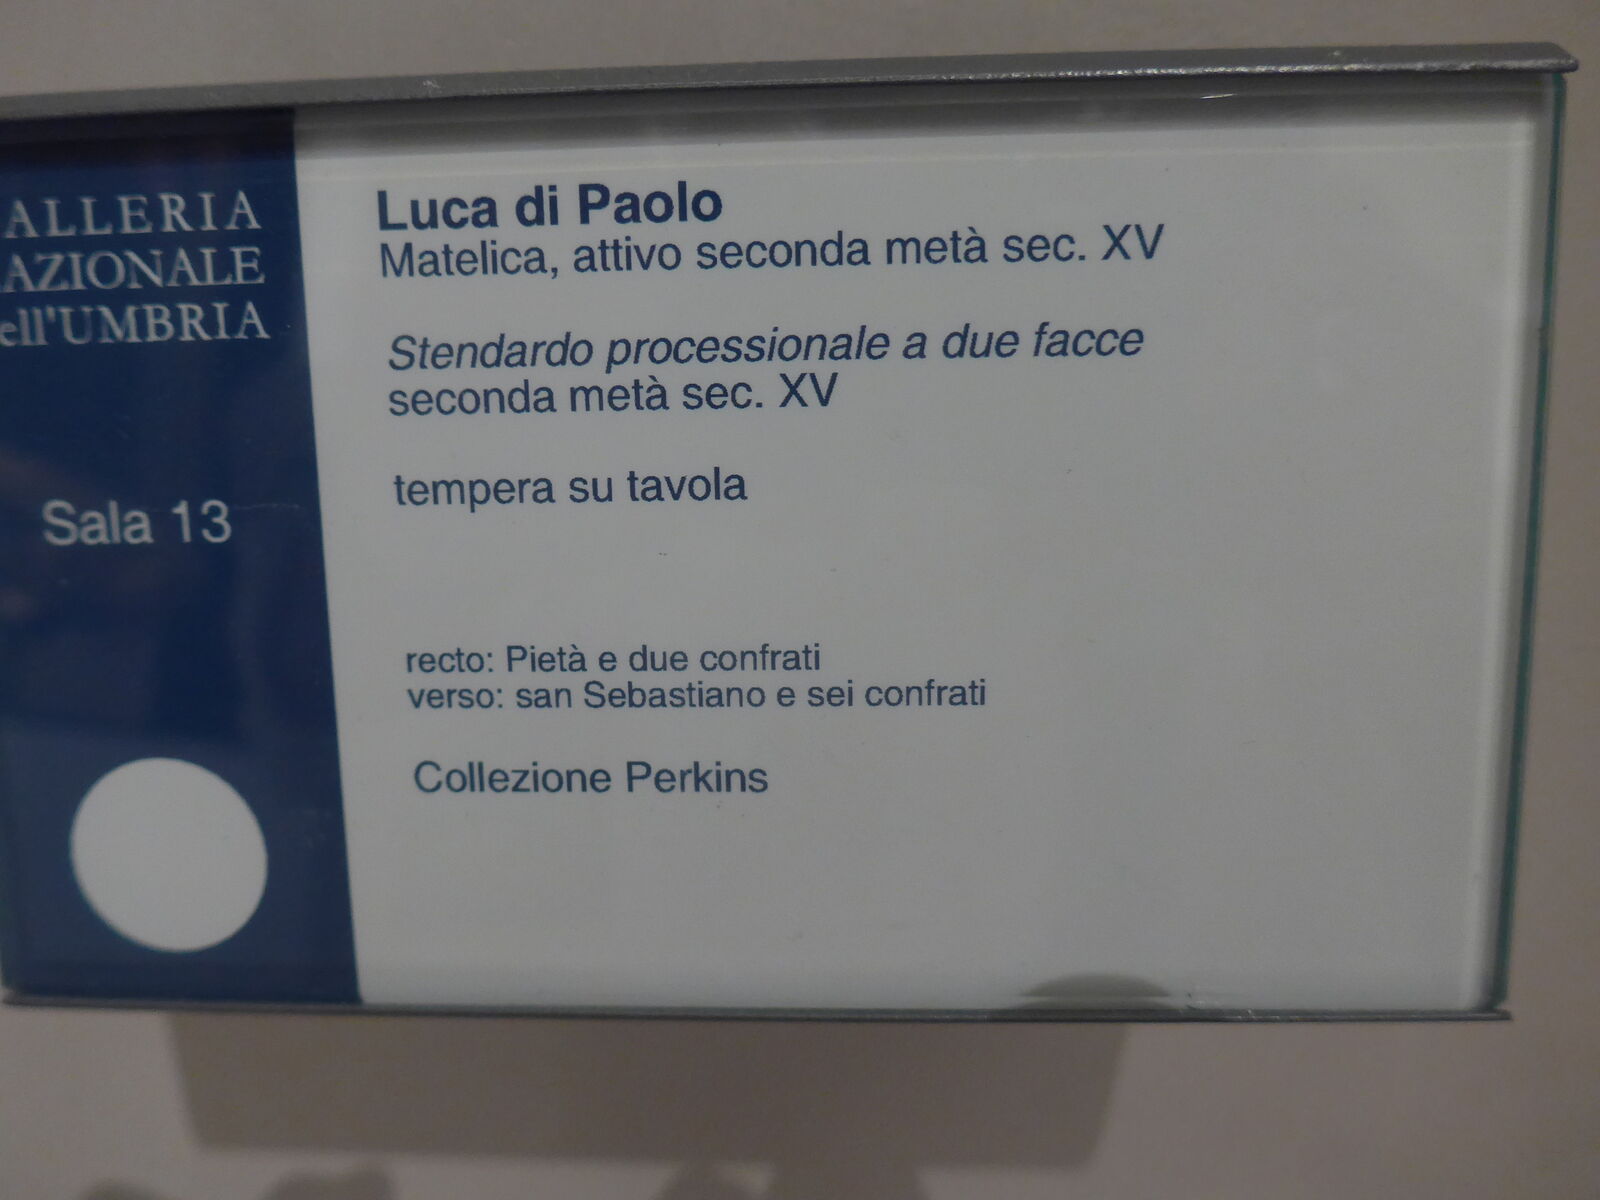 ALLERIA
AZIONALE
ell'UMBRIA
Sala 13
Luca di Paolo
Matelica, attivo seconda metà sec. XV
Stendardo processionale a due facce
seconda metà sec. XV
tempera su tavola
recto: Pietà e due confrati
verso: san Sebastiano e sei confrati
Collezione Perkins